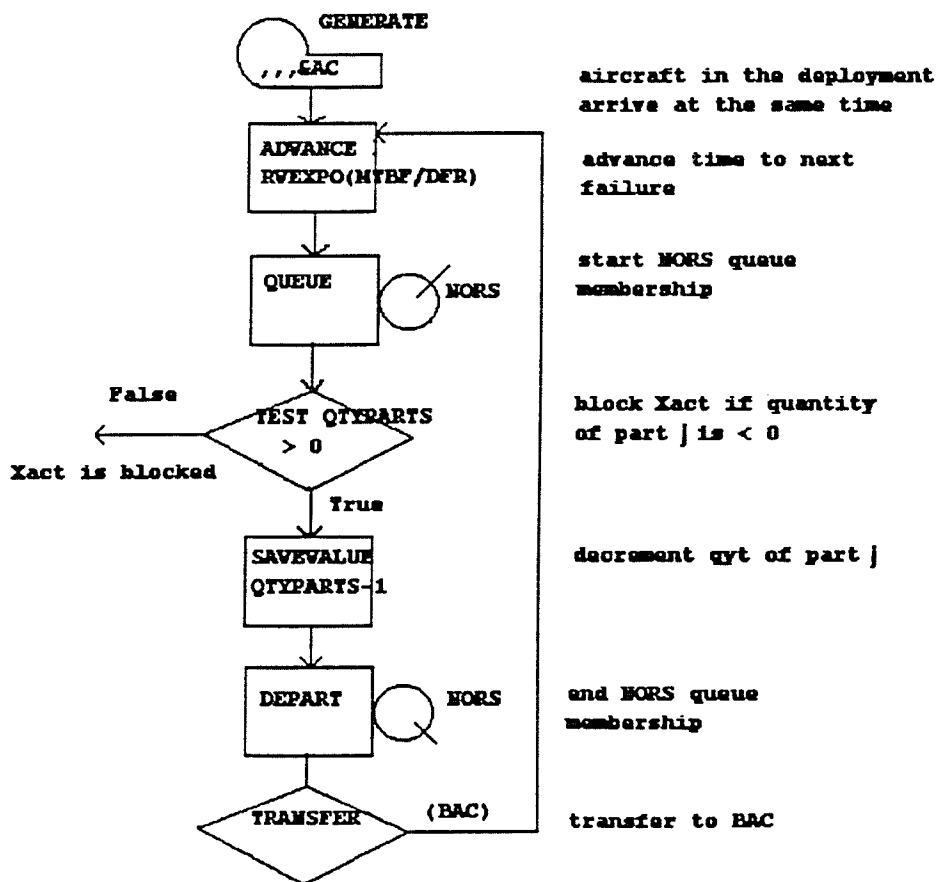 GENERATE
,,,&AC
aircraft in the deployment
arrive at the same time
ADVANCE
RVEXPO(MTBF/DFR)
advance time to next
failure
QUEUE
NORS
start NORS queue
membership
False
TEST QTYPARTS
> 0
block Xact if quantity
of part j is < 0
Xact is blocked
True
SAVEVALUE
QTYPARTS-1
decrement qyt of part j
DEPART
NORS
end NORS queue
membership
TRANSFER
(BAC)
transfer to BAC